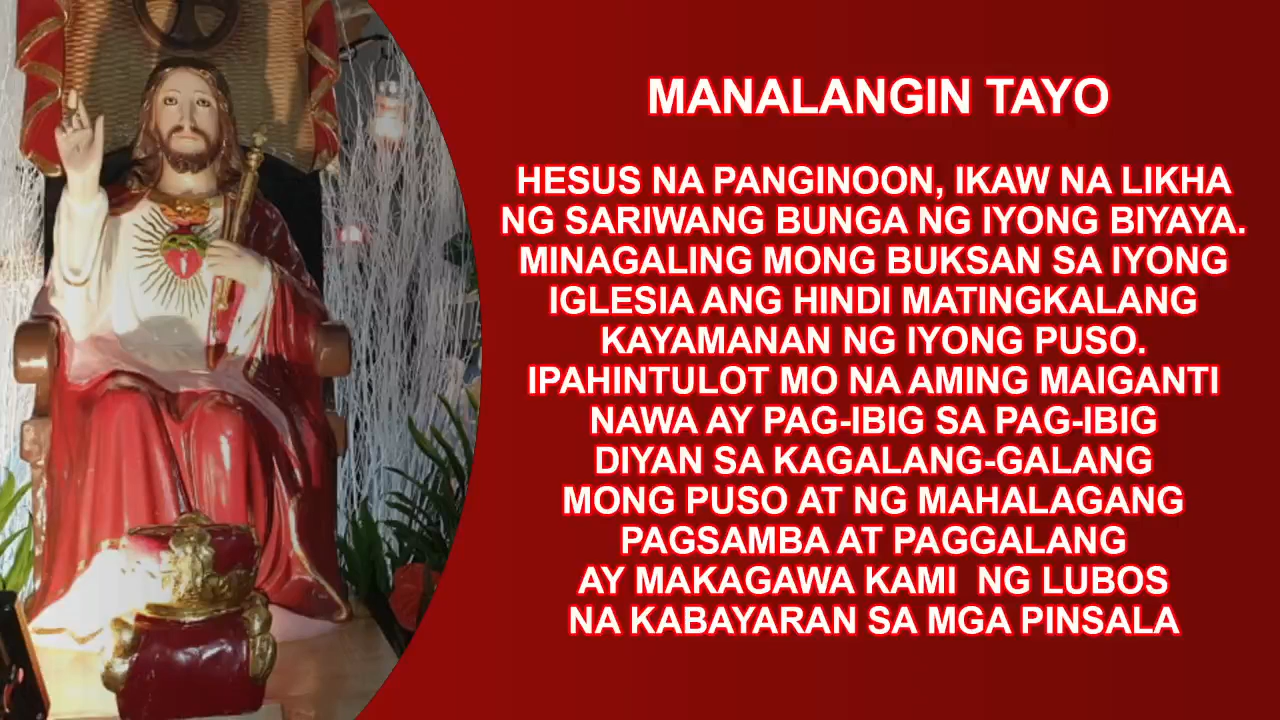 MANALANGIN TAYO
HESUS NA PANGINOON, IKAW NA LIKHA
NG SARIWANG BUNGA NG IYONG BIYAYA.
MINAGALING MONG BUKSAN SA IYONG
IGLESIA ANG HINDI MATINGKALANG
KAYAMANAN NG IYONG PUSO.
IPAHINTULOT MO NA AMING MAIGANTI
NAWA AY PAG-IBIG SA PAG-IBIG
DIYAN SA KAGALANG-GALANG
MONG PUSO AT NG MAHALAGANG
PAGSAMBA AT PAGGALANG
AY MAKAGAWA KAMI  NG LUBOS
NA KABAYARAN SA MGA PINSALA